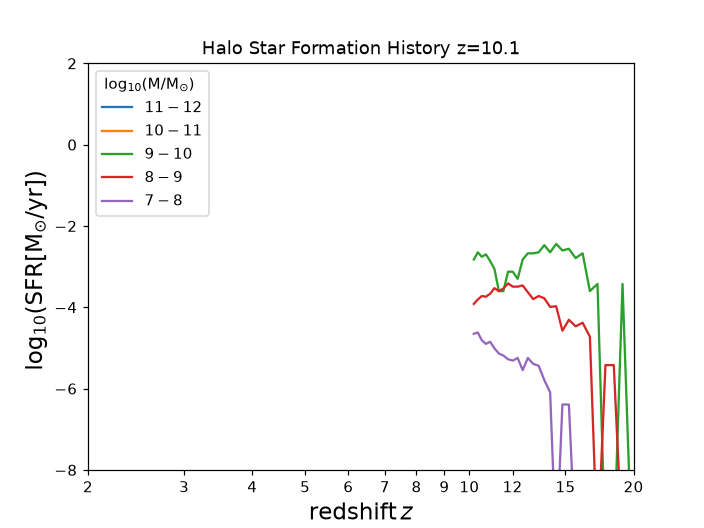 Halo Star Formation History z=10.1
log₁₀(SFR[M⊙/yr])
2
0
−2
−4
−6
−8
log₁₀(M/M⊙)
11 − 12
10 − 11
9 − 10
8 − 9
7 − 8
2 3 4 5 6 7 8 9 10 12 15 20
redshift z